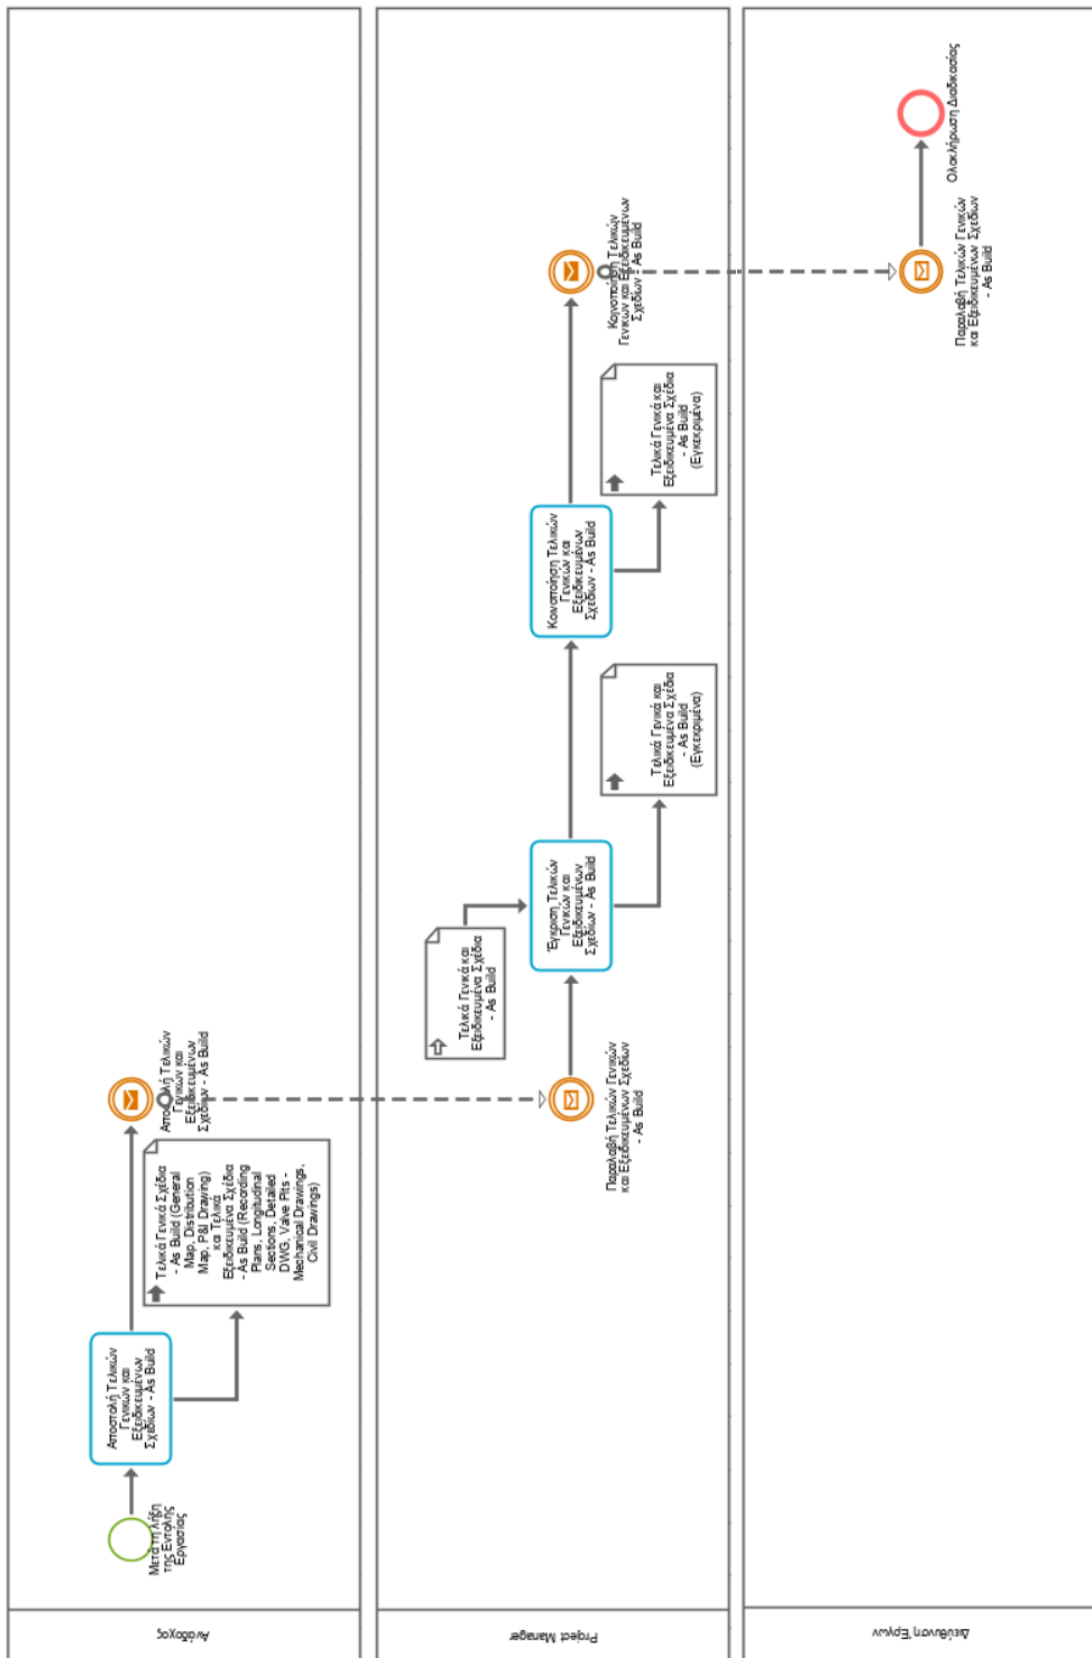 Ανάδοχος
Μετά τη λήξη
της Εντολής
Εργασίας
Αποστολή Τελικών
Γενικών και
Εξειδικευμένων
Σχεδίων - As Build
Τελικά Γενικά Σχέδια
- As Build (General
Map, Distribution
Map, P&I Drawing)
και Τελικά
Εξειδικευμένα Σχέδια
- As Build (Recording
Plans, Longitudinal
Sections, Detailed
DWG, Valve Pits -
Mechanical Drawings,
Civil Drawings)
Αποστολή Τελικών
Γενικών και
Εξειδικευμένων
Σχεδίων - As Build
Project Manager
Παραλαβή Τελικών Γενικών
και Εξειδικευμένων Σχεδίων
- As Build
Τελικά Γενικά και
Εξειδικευμένα Σχέδια
- As Build
Έγκριση Τελικών
Γενικών και
Εξειδικευμένων
Σχεδίων - As Build
Τελικά Γενικά και
Εξειδικευμένα Σχέδια
- As Build
(Εγκεκριμένα)
Κοινοποίηση Τελικών
Γενικών και
Εξειδικευμένων
Σχεδίων - As Build
Τελικά Γενικά και
Εξειδικευμένα Σχέδια
- As Build
(Εγκεκριμένα)
Κοινοποίηση Τελικών
Γενικών και Εξειδικευμένων
Σχεδίων - As Build
Διεύθυνση Έργων
Παραλαβή Τελικών Γενικών
και Εξειδικευμένων Σχεδίων
- As Build
Ολοκλήρωση Διαδικασίας